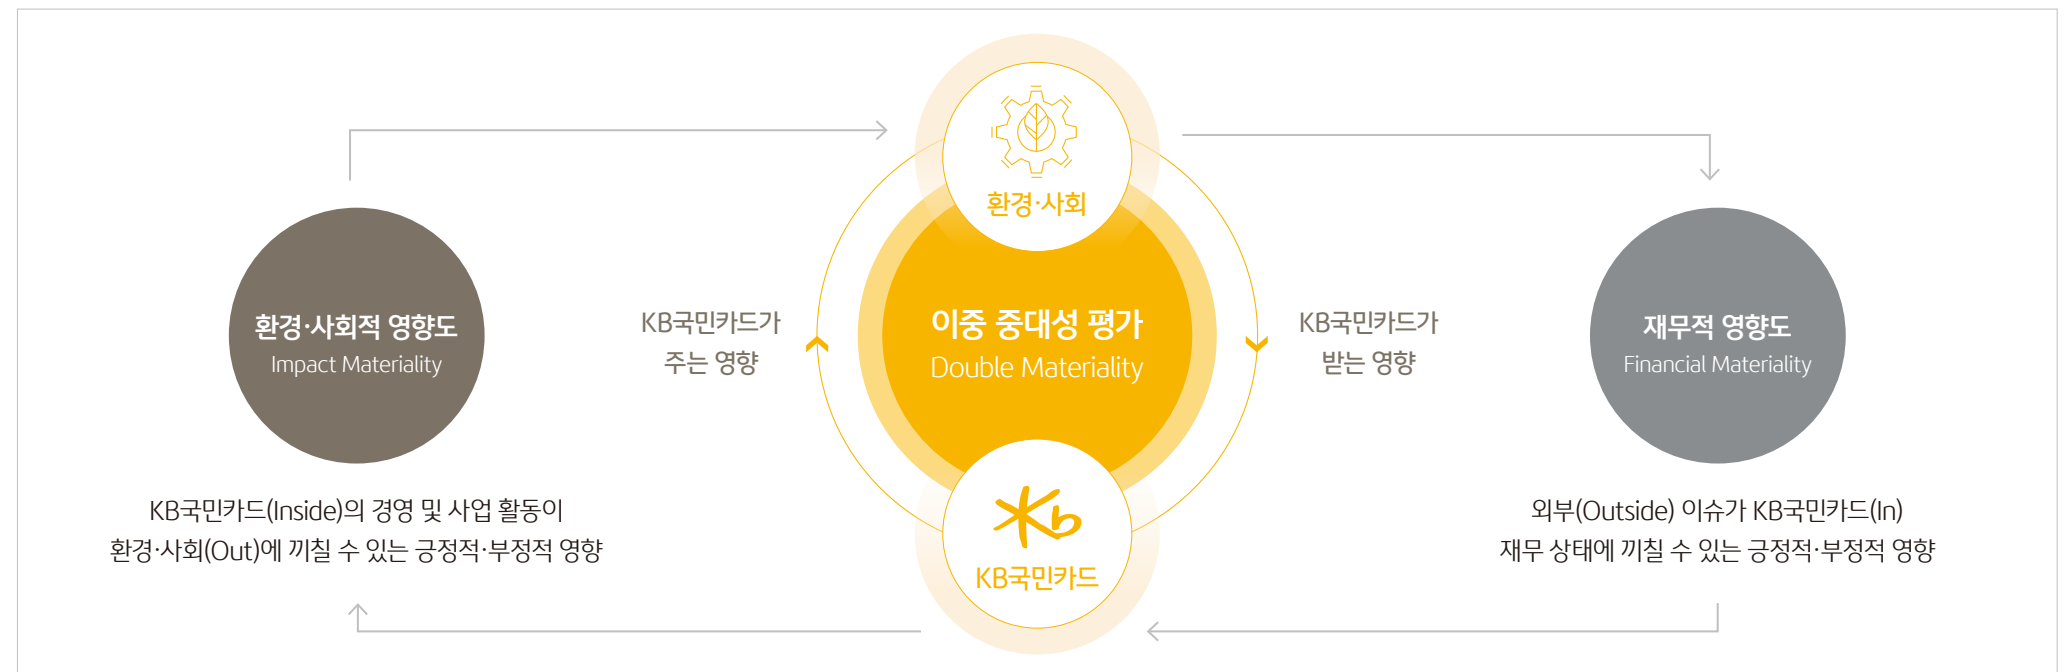 환경·사회
환경·사회적 영향도
Impact Materiality
KB국민카드(Inside)의 경영 및 사업 활동이
환경·사회(Out)에 끼칠 수 있는 긍정적·부정적 영향
KB국민카드가
주는 영향
이중 중대성 평가
Double Materiality
KB국민카드가
받는 영향
Kb
KB국민카드
재무적 영향도
Financial Materiality
외부(Outside) 이슈가 KB국민카드(In)
재무 상태에 끼칠 수 있는 긍정적·부정적 영향